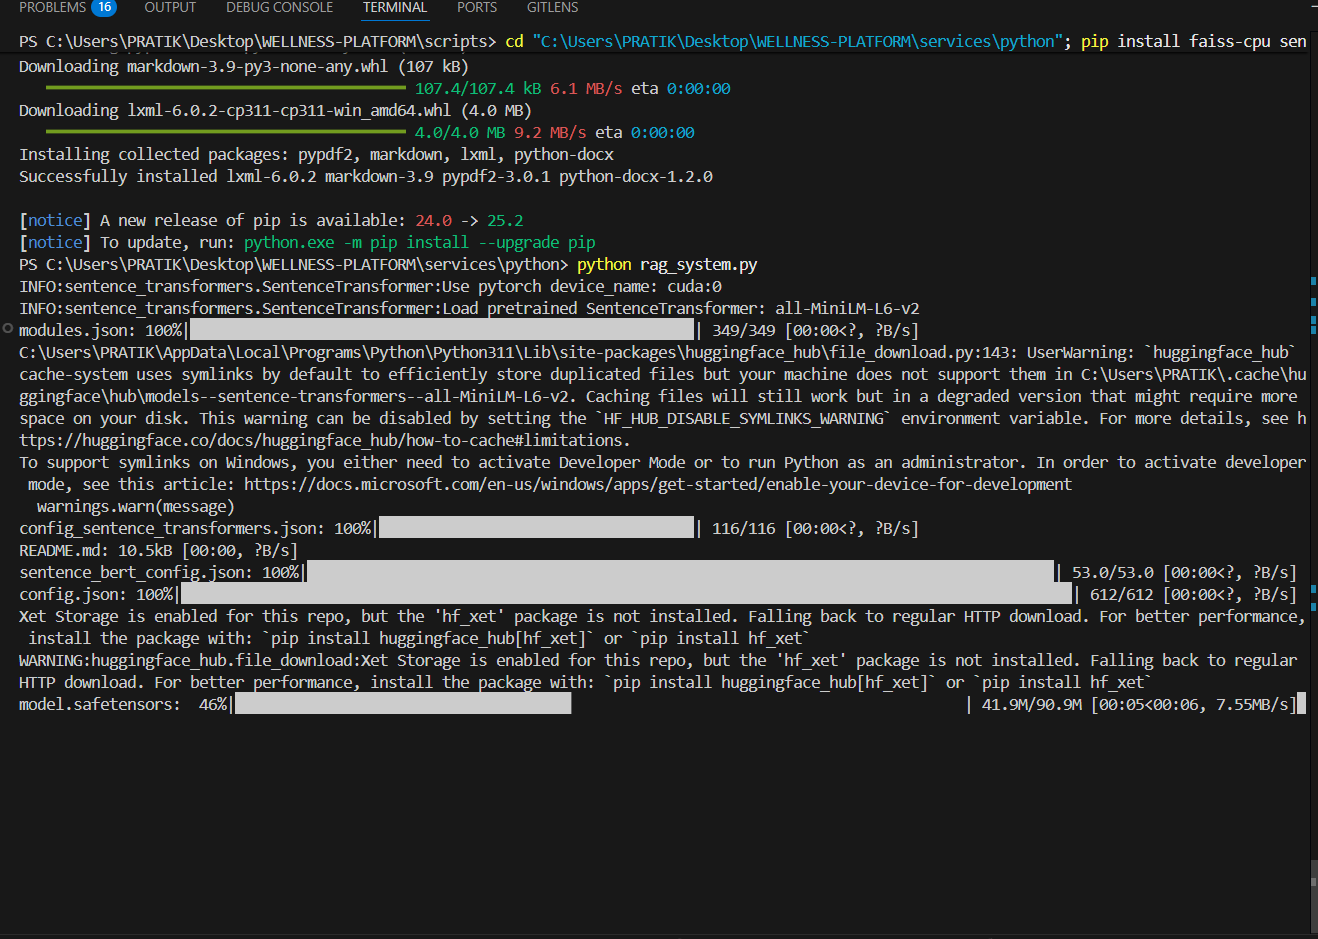 PROBLEMS 16 OUTPUT DEBUG CONSOLE TERMINAL PORTS GITLENS
PS C:\Users\PRATIK\Desktop\WELLNESS-PLATFORM\scripts> cd "C:\Users\PRATIK\Desktop\WELLNESS-PLATFORM\services\python"; pip install faiss-cpu sen
Downloading markdown-3.9-py3-none-any.whl (107 kB)
107.4/107.4 kB 6.1 MB/s eta 0:00:00
Downloading lxml-6.0.2-cp311-cp311-win_amd64.whl (4.0 MB)
4.0/4.0 MB 9.2 MB/s eta 0:00:00
Installing collected packages: pypdf2, markdown, lxml, python-docx
Successfully installed lxml-6.0.2 markdown-3.9 pypdf2-3.0.1 python-docx-1.2.0
[notice] A new release of pip is available: 24.0 -> 25.2
[notice] To update, run: python.exe -m pip install --upgrade pip
PS C:\Users\PRATIK\Desktop\WELLNESS-PLATFORM\services\python> python rag_system.py
INFO:sentence_transformers.SentenceTransformer:Use pytorch device_name: cuda:0
INFO:sentence_transformers.SentenceTransformer:Load pretrained SentenceTransformer: all-MiniLM-L6-v2
modules.json: 100%| | 349/349 [00:00<?, ?B/s]
C:\Users\PRATIK\AppData\Local\Programs\Python\Python311\Lib\site-packages\huggingface_hub\file_download.py:143: UserWarning: `huggingface_hub`
cache-system uses symlinks by default to efficiently store duplicated files but your machine does not support them in C:\Users\PRATIK\.cache\hu
ggingface\hub\models--sentence-transformers--all-MiniLM-L6-v2. Caching files will still work but in a degraded version that might require more
space on your disk. This warning can be disabled by setting the `HF_HUB_DISABLE_SYMLINKS_WARNING` environment variable. For more details, see h
ttps://huggingface.co/docs/huggingface_hub/how-to-cache#limitations.
To support symlinks on Windows, you either need to activate Developer Mode or to run Python as an administrator. In order to activate developer
mode, see this article: https://docs.microsoft.com/en-us/windows/apps/get-started/enable-your-device-for-development
warnings.warn(message)
config_sentence_transformers.json: 100%| | 116/116 [00:00<?, ?B/s]
README.md: 10.5kB [00:00, ?B/s]
sentence_bert_config.json: 100%| | 53.0/53.0 [00:00<?, ?B/s]
config.json: 100%| | 612/612 [00:00<?, ?B/s]
Xet Storage is enabled for this repo, but the 'hf_xet' package is not installed. Falling back to regular HTTP download. For better performance,
install the package with: `pip install huggingface_hub[hf_xet]` or `pip install hf_xet`
WARNING:huggingface_hub.file_download:Xet Storage is enabled for this repo, but the 'hf_xet' package is not installed. Falling back to regular
HTTP download. For better performance, install the package with: `pip install huggingface_hub[hf_xet]` or `pip install hf_xet`
model.safetensors: 46%| | 41.9M/90.9M [00:05<00:06, 7.55MB/s]